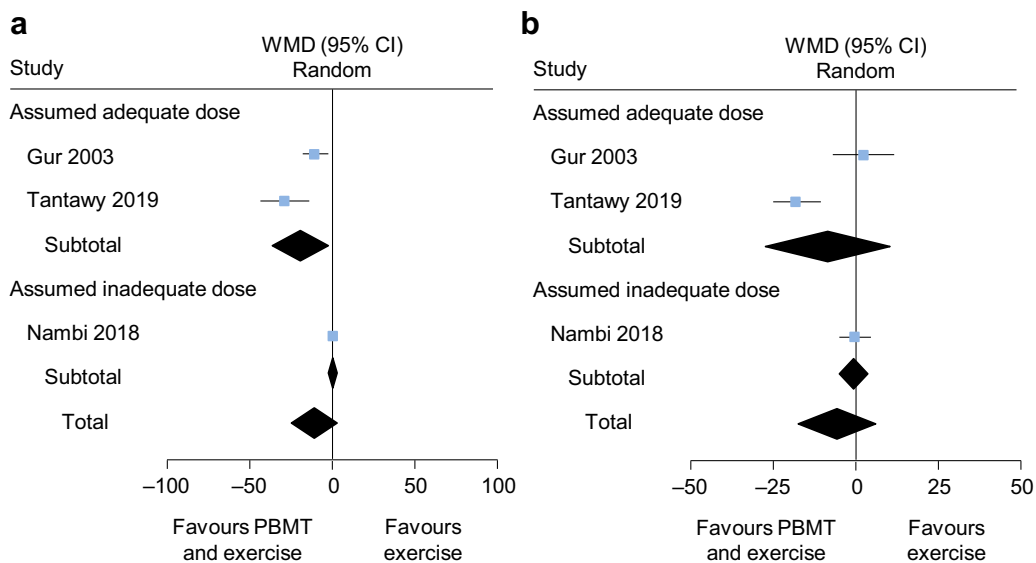 a
WMD (95% CI)
Study Random
Assumed adequate dose
Gur 2003
Tantawy 2019
Subtotal
Assumed inadequate dose
Nambi 2018
Subtotal
Total
–100 –50 0 50 100
Favours PBMT Favours
and exercise exercise
b
WMD (95% CI)
Study Random
Assumed adequate dose
Gur 2003
Tantawy 2019
Subtotal
Assumed inadequate dose
Nambi 2018
Subtotal
Total
–50 –25 0 25 50
Favours PBMT Favours
and exercise exercise